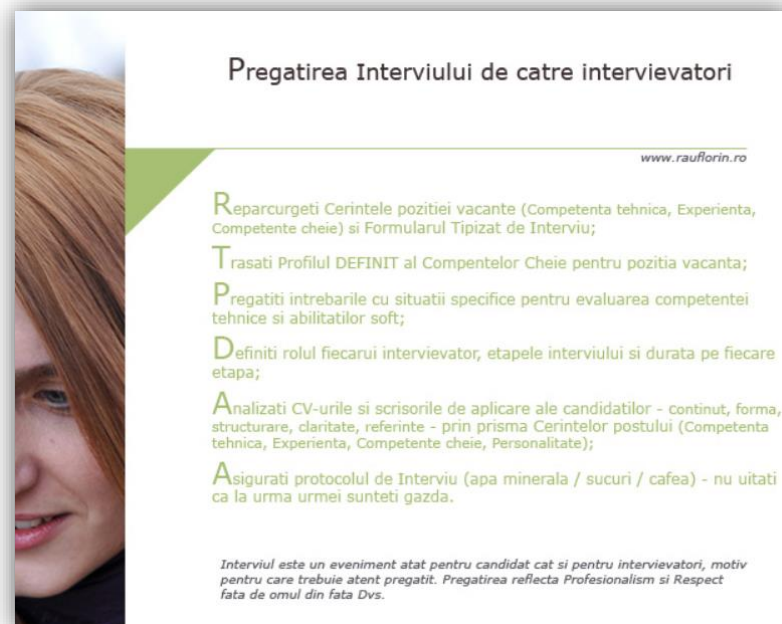 Pregatirea Interviului de catre intervievatori
www.rauflorin.ro
Reparcurgeti Cerintele pozitiei vacante (Competenta tehnica, Experienta,
Competente cheie) si Formularul Tipizat de Interviu;
Trasati Profilul DEFINIT al Compentelor Cheie pentru pozitia vacanta;
Pregatiti intrebarile cu situatii specifice pentru evaluarea competentei
tehnice si abilitatilor soft;
Definiti rolul fiecarui intervievator, etapele interviului si durata pe fiecare
etapa;
Analizati CV-urile si scrisorile de aplicare ale candidatilor - continut, forma,
structurare, claritate, referinte - prin prisma Cerintelor postului (Competenta
tehnica, Experienta, Competente cheie, Personalitate);
Asigurati protocolul de Interviu (apa minerala / sucuri / cafea) - nu uitati
ca la urma urmei sunteti gazda.
Interviul este un eveniment atat pentru candidat cat si pentru intervievatori, motiv
pentru care trebuie atent pregatit. Pregatirea reflecta Profesionalism si Respect
fata de omul din fata Dvs.